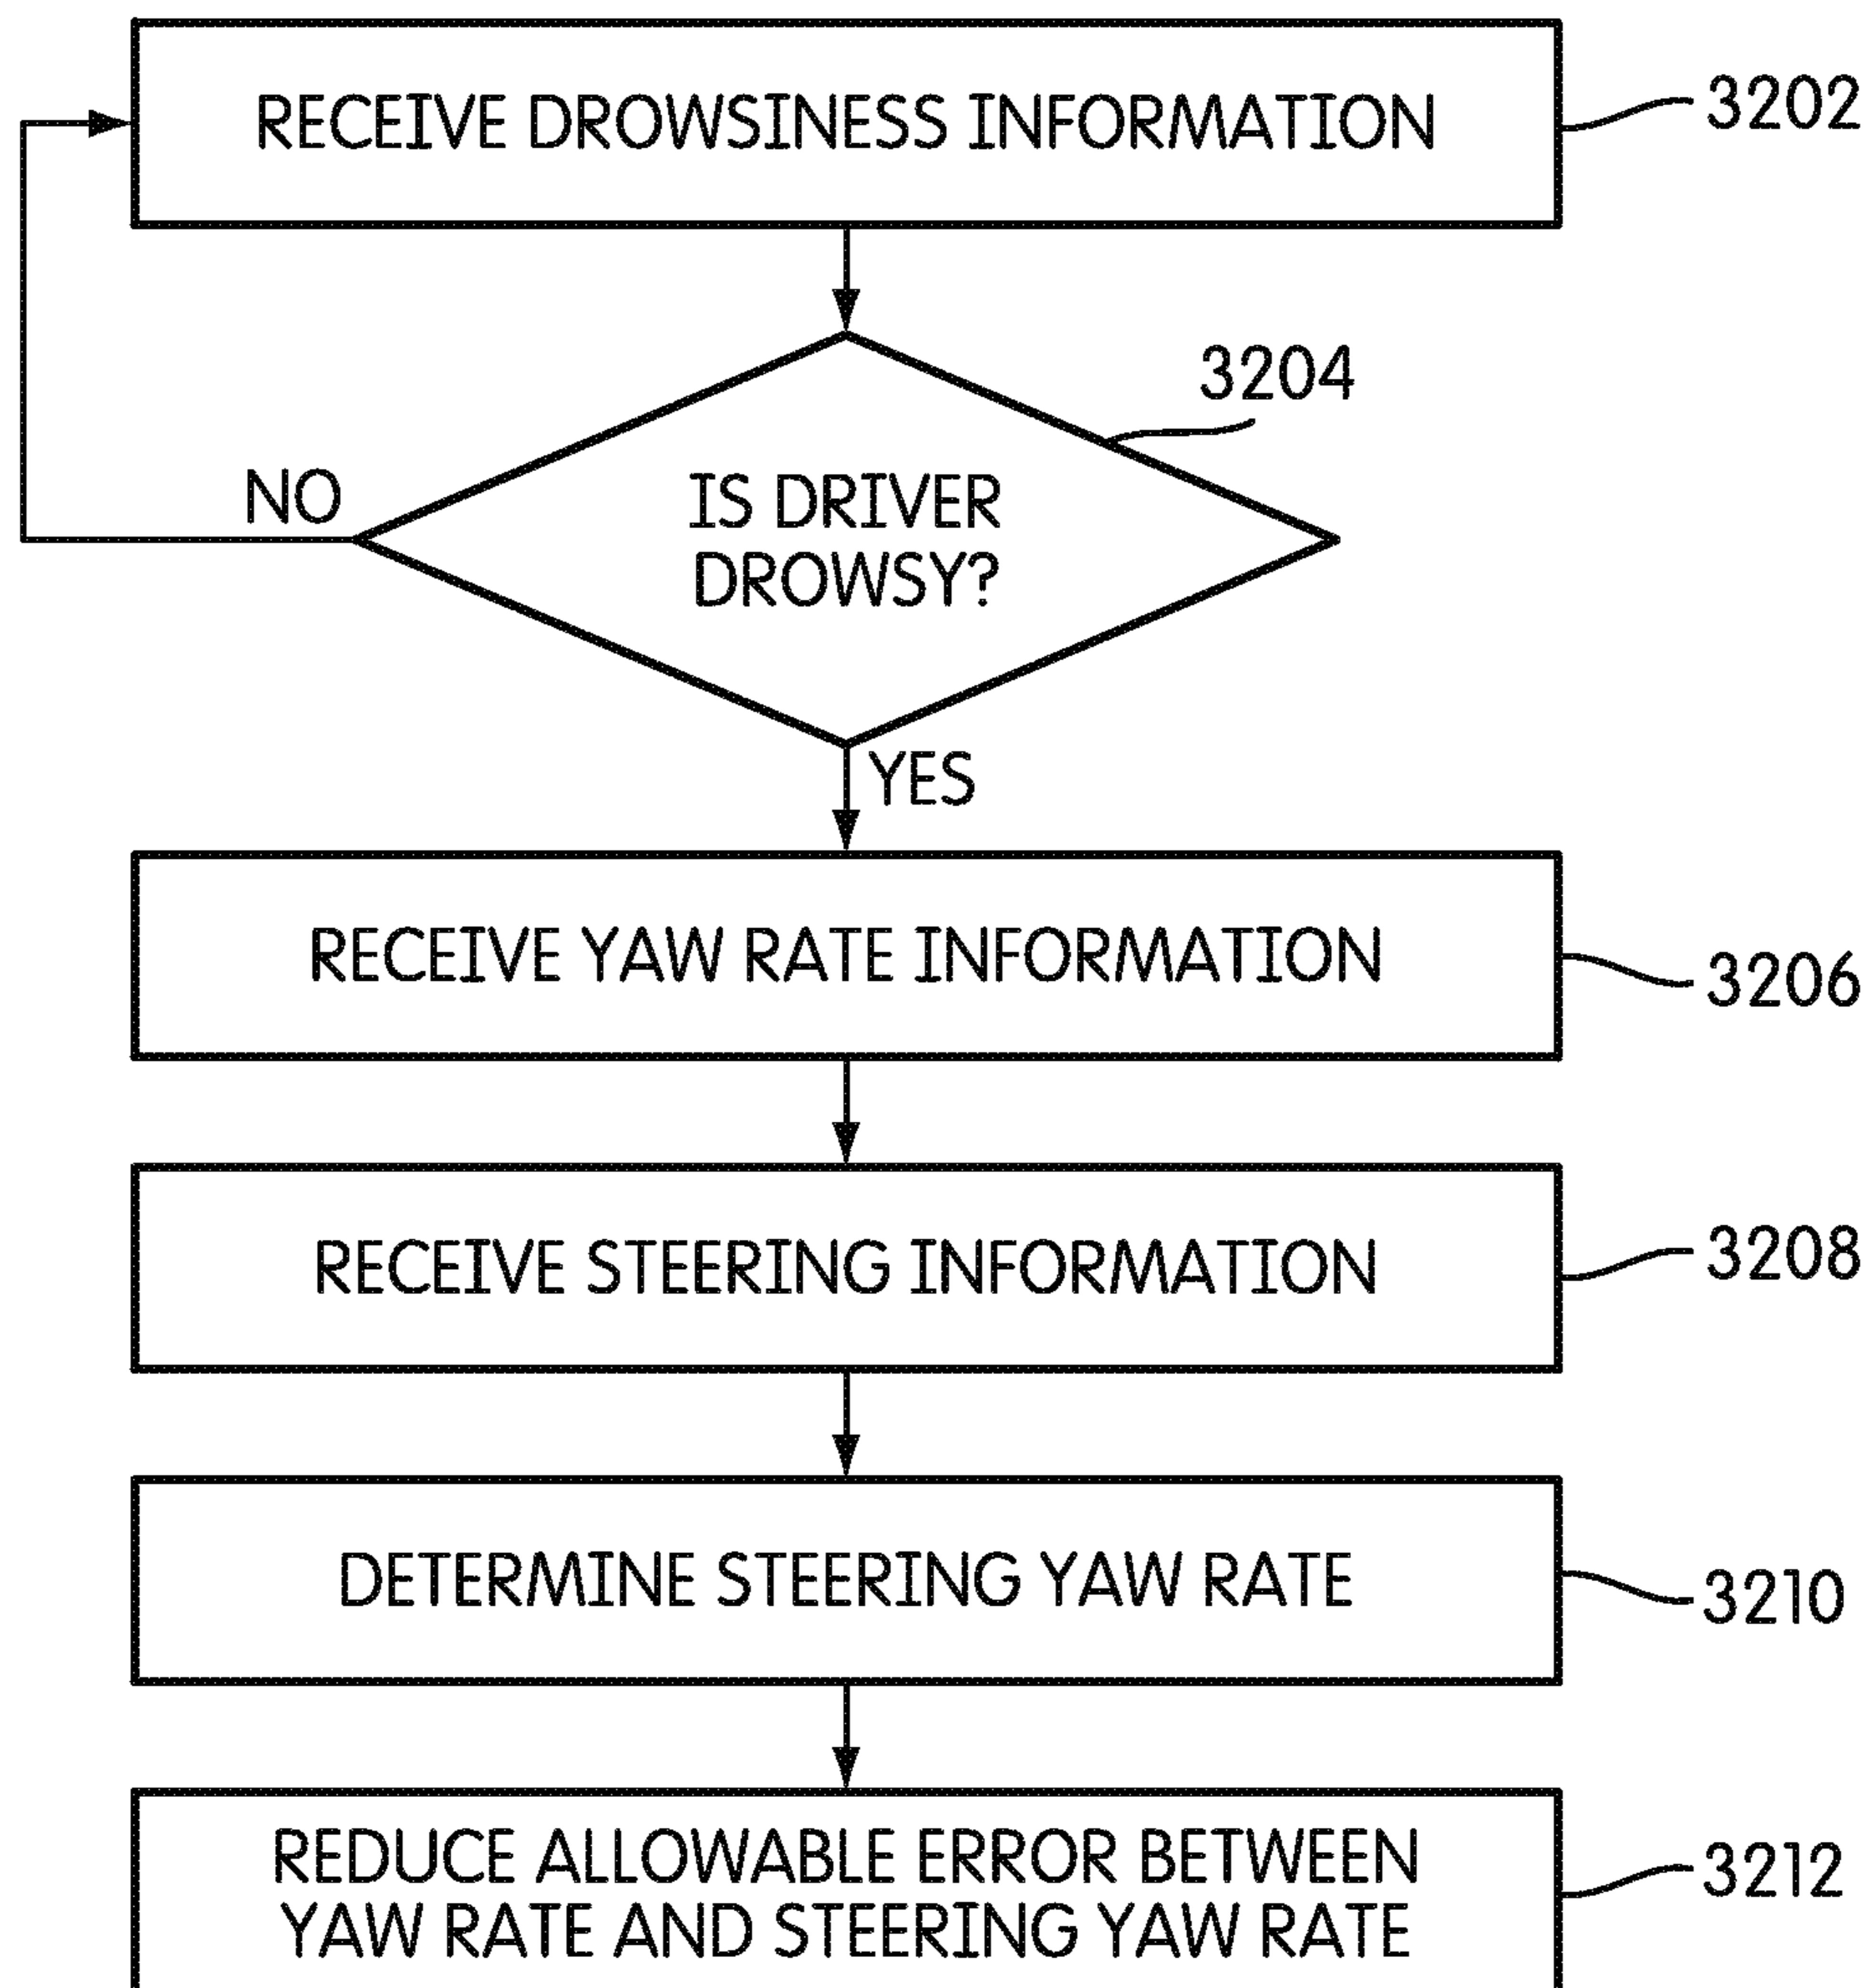 RECEIVE DROWSINESS INFORMATION
3202
3204
IS DRIVER
DROWSY?
NO
YES
RECEIVE YAW RATE INFORMATION
3206
RECEIVE STEERING INFORMATION
3208
DETERMINE STEERING YAW RATE
3210
REDUCE ALLOWABLE ERROR BETWEEN
YAW RATE AND STEERING YAW RATE
3212